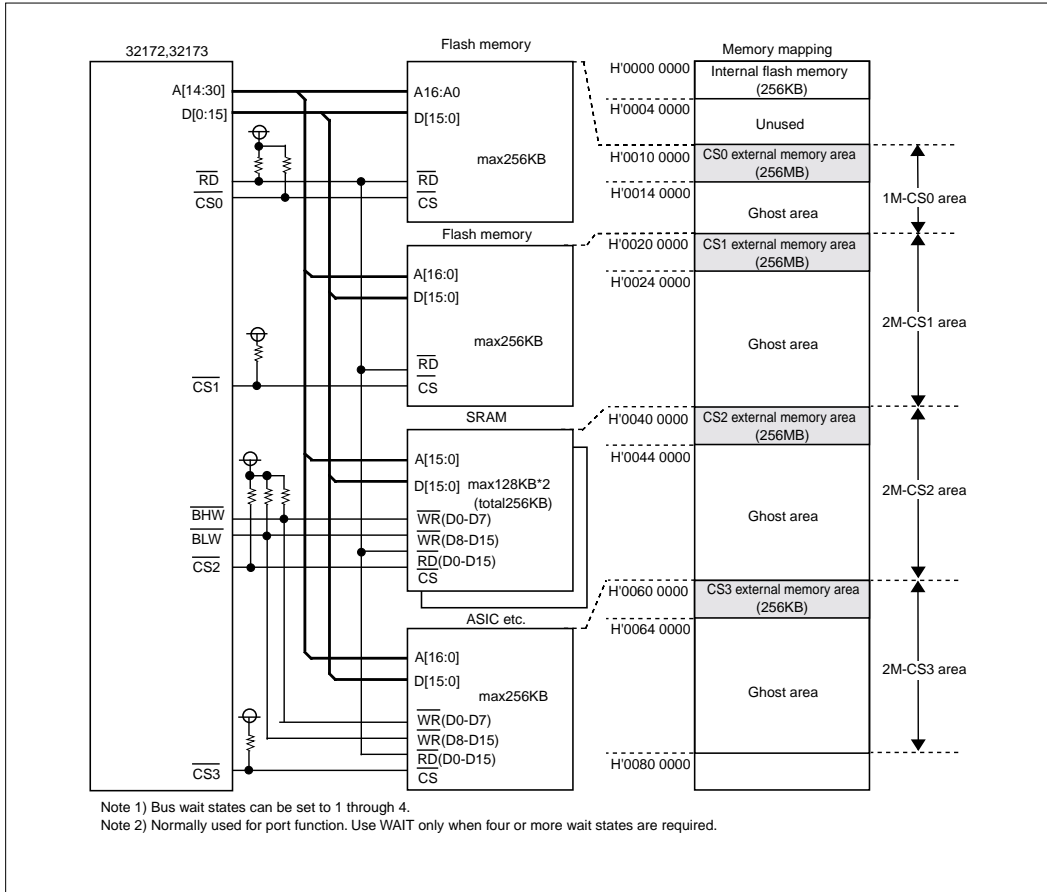 32172,32173
A[14:30]
D[0:15]
RD
CS0
CS1
BHW
BLW
CS2
CS3
Flash memory
A16:A0
D[15:0]
max256KB
RD
CS
Flash memory
A[16:0]
D[15:0]
max256KB
RD
CS
SRAM
A[15:0]
D[15:0]
max128KB*2
(total256KB)
WR(D0-D7)
WR(D8-D15)
RD(D0-D15)
CS
ASIC etc.
A[16:0]
D[15:0]
max256KB
WR(D0-D7)
WR(D8-D15)
RD(D0-D15)
CS
Memory mapping
H'0000 0000
Internal flash memory
(256KB)
H'0004 0000
Unused
H'0010 0000
CS0 external memory area
(256MB)
H'0014 0000
Ghost area
1M-CS0 area
H'0020 0000
CS1 external memory area
(256MB)
H'0024 0000
Ghost area
2M-CS1 area
H'0040 0000
CS2 external memory area
(256MB)
H'0044 0000
Ghost area
2M-CS2 area
H'0060 0000
CS3 external memory area
(256KB)
H'0064 0000
Ghost area
2M-CS3 area
H'0080 0000
Note 1) Bus wait states can be set to 1 through 4.
Note 2) Normally used for port function. Use WAIT only when four or more wait states are required.